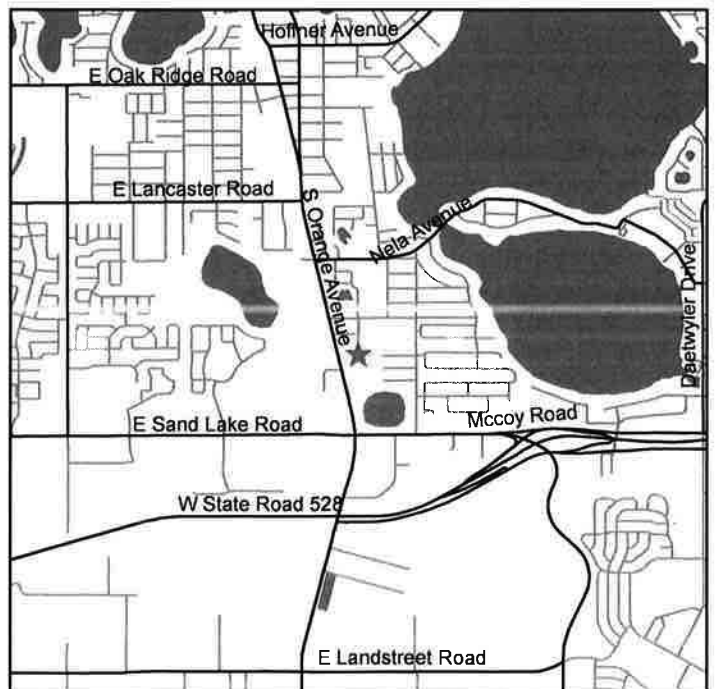 Hoffner Avenue
E Oak Ridge Road
E Lancaster Road
S Orange Avenue
Nela Avenue
Daetwyler Drive
E Sand Lake Road
Mccoy Road
W State Road 528
E Landstreet Road